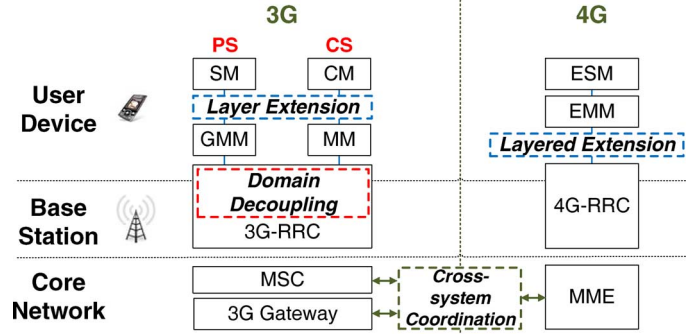 3G
4G
PS
CS
User
Device
SM
CM
ESM
Layer Extension
EMM
GMM
MM
Layered Extension
Domain
Decoupling
3G-RRC
4G-RRC
Base
Station
Core
Network
MSC
3G Gateway
Cross-
system
Coordination
MME